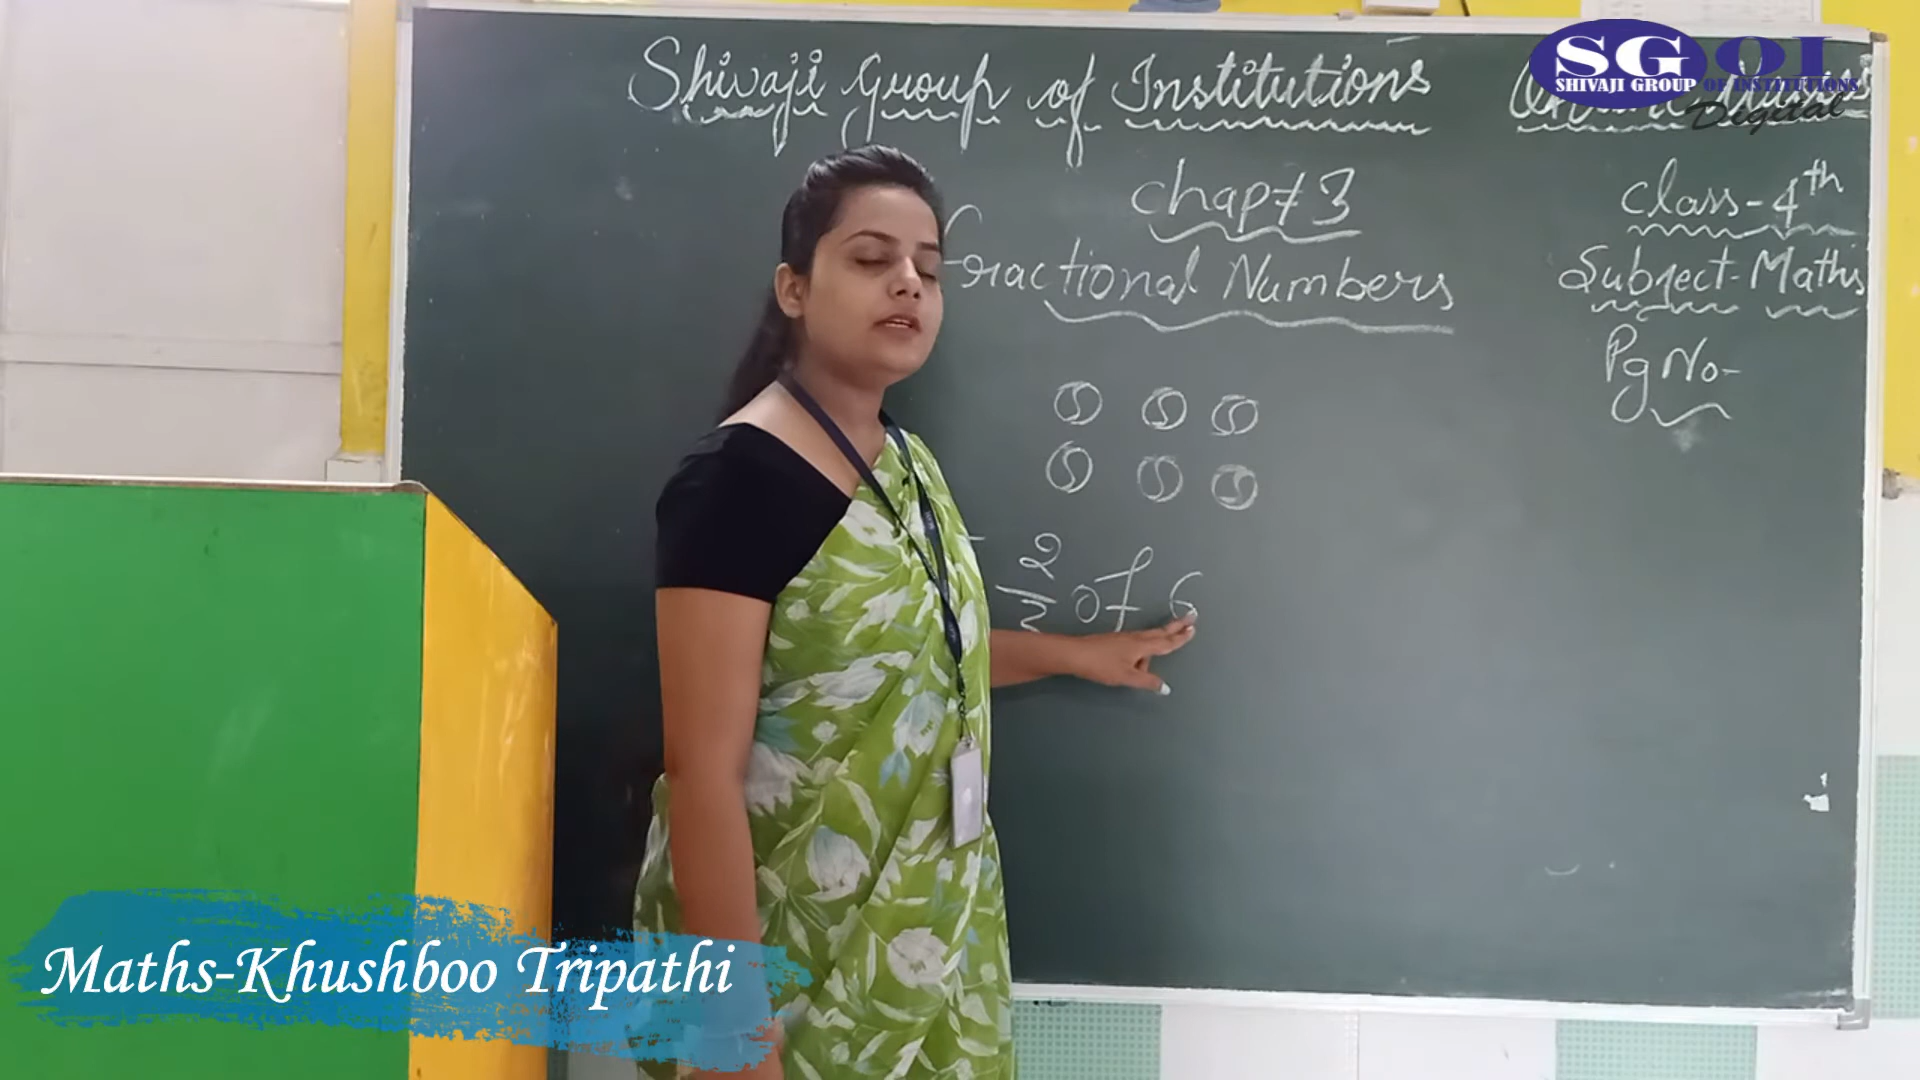 Shivaji Group of Institutions
SGOI
SHIVAJI GROUP OF INSTITUTIONS
Digital
Chapt 3
Fractional Numbers
Class-4th
Subject-Maths
Pg No-
2
of 6
Maths-Khushboo Tripathi